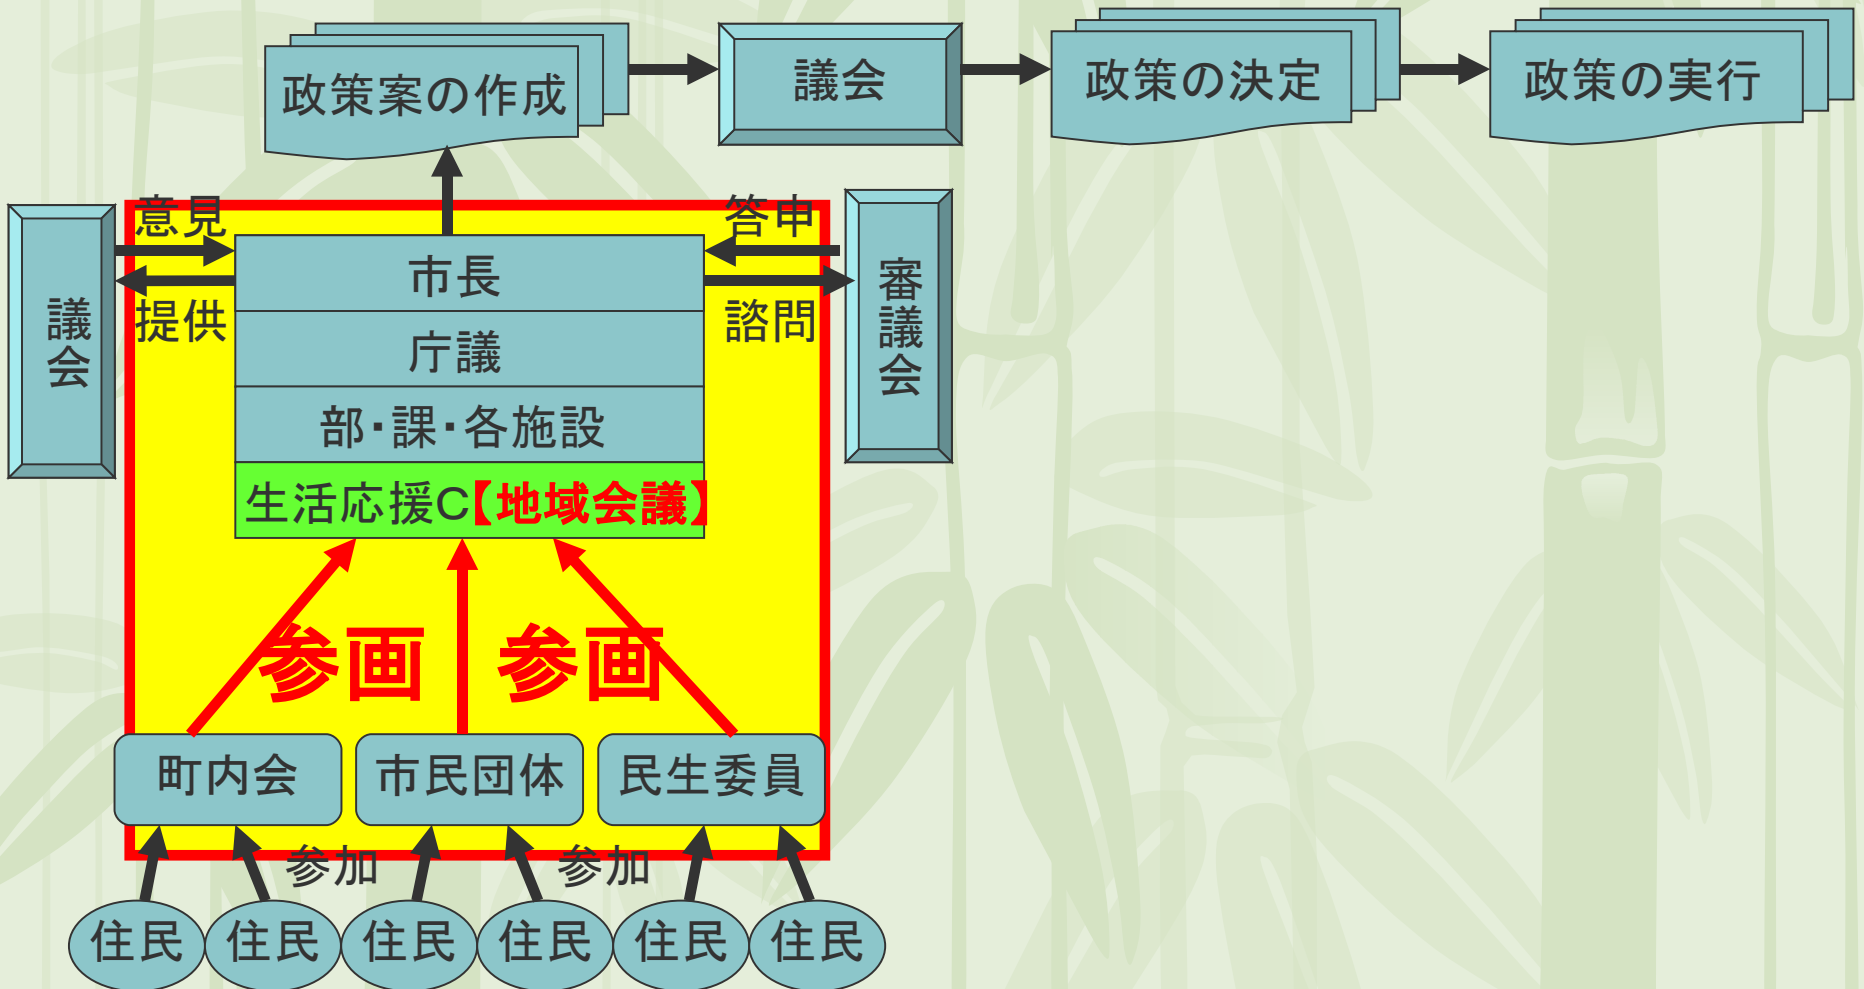 政策案の作成
議会
政策の決定
政策の実行
意見
答申
議会
提供
市長
諮問
審議会
庁議
部・課・各施設
生活応援C【地域会議】
参画
参画
町内会
市民団体
民生委員
参加
参加
住民
住民
住民
住民
住民
住民